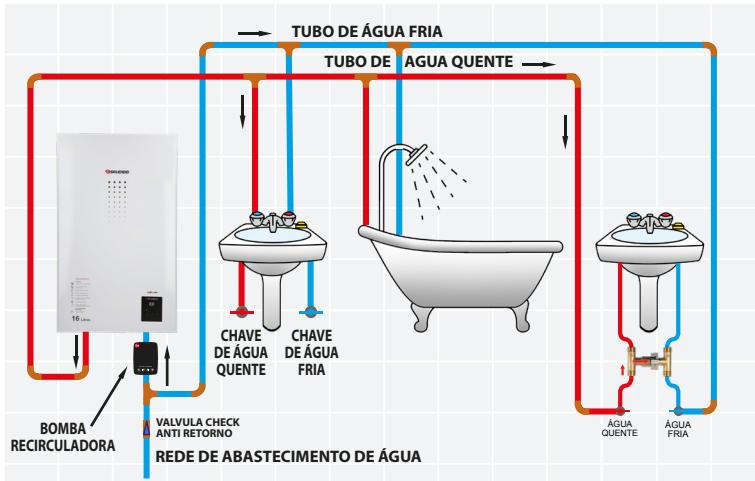 TUBO DE ÁGUA FRIA
TUBO DE AGUA QUENTE
16 Litros
CHAVE
DE ÁGUA
QUENTE
CHAVE
DE ÁGUA
FRIA
BOMBA
RECIRCULADORA
VALVULA CHECK
ANTI RETORNO
REDE DE ABASTECIMENTO DE ÁGUA
ÁGUA
QUENTE
ÁGUA
FRIA